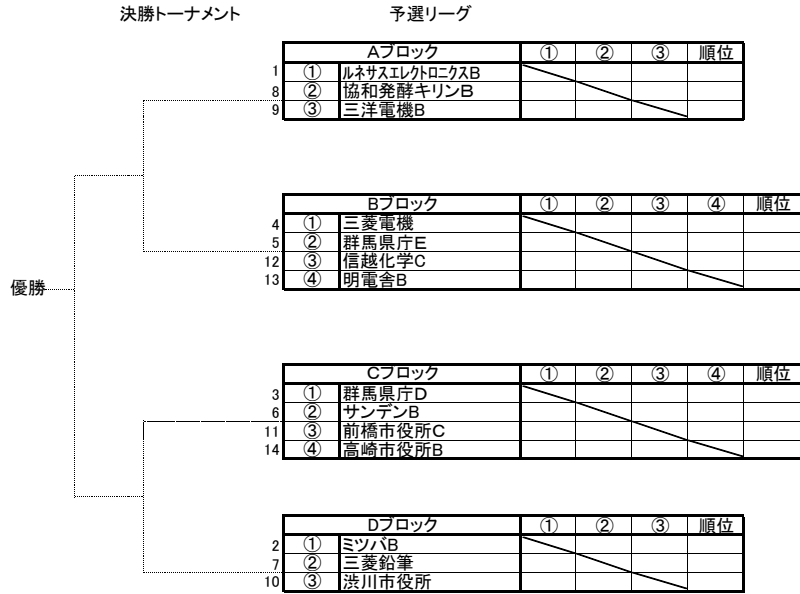 決勝トーナメント 予選リーグ
Aブロック ① ② ③ 順位
1 ① ルネサスエレクトロニクスB
8 ② 協和発酵キリンB
9 ③ 三洋電機B
Bブロック ① ② ③ ④ 順位
4 ① 三菱電機
5 ② 群馬県庁E
12 ③ 信越化学C
13 ④ 明電舎B
優勝
Cブロック ① ② ③ ④ 順位
3 ① 群馬県庁D
6 ② サンデンB
11 ③ 前橋市役所C
14 ④ 高崎市役所B
Dブロック ① ② ③ 順位
2 ① ミツバB
7 ② 三菱鉛筆
10 ③ 渋川市役所